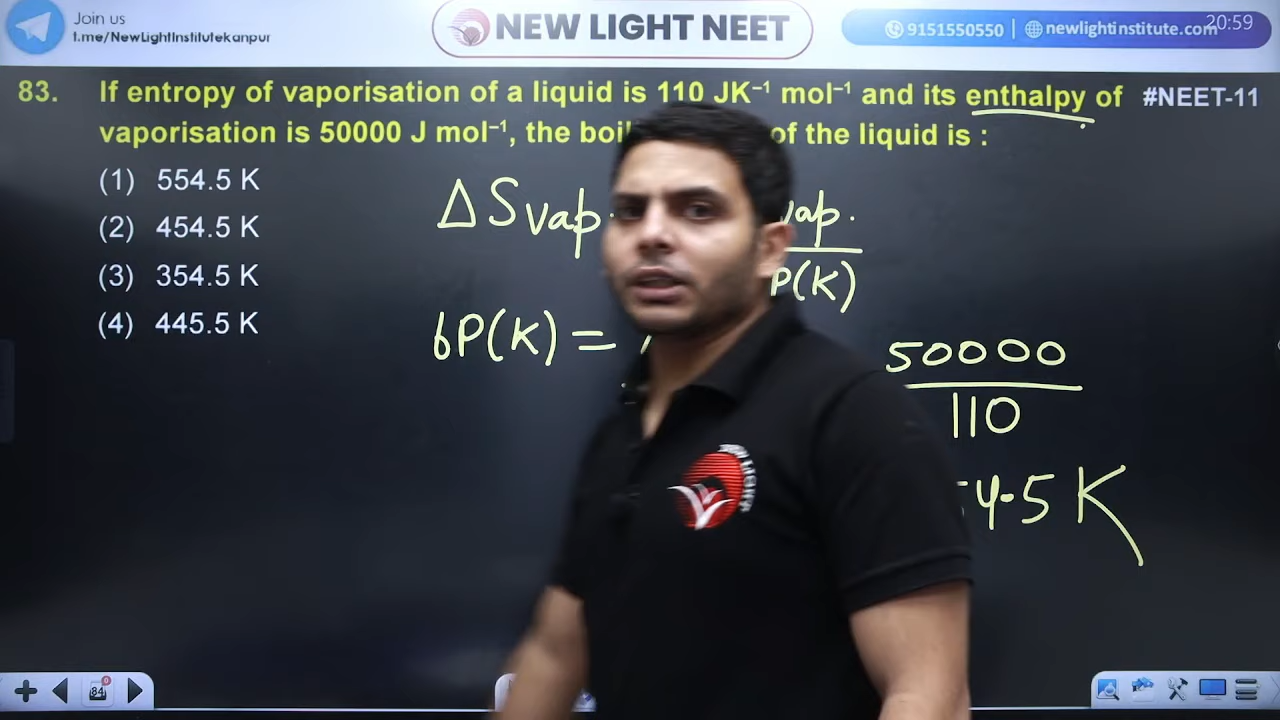 Join us
t.me/NewLightInstitutekanpur
NEW LIGHT NEET
9151550550 | newlightinstitute.com
20:59
83. If entropy of vaporisation of a liquid is 110 JK⁻¹ mol⁻¹ and its enthalpy of #NEET-11
vaporisation is 50000 J mol⁻¹, the of the liquid is :
(1) 554.5 K
(2) 454.5 K
(3) 354.5 K
(4) 445.5 K
ΔSvap.
vap.
P(K)
bP(K) =
50000
110
4.5 K
84